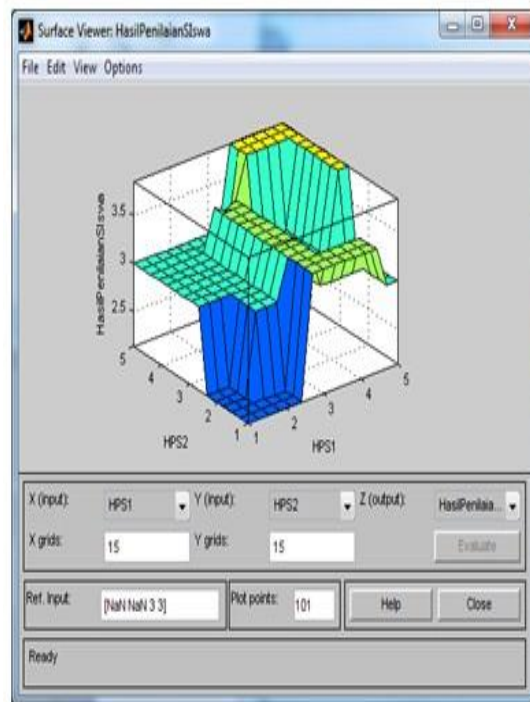 Surface Viewer: HasilPenilaianSIswa
File Edit View Options
HasilPenilaianSIswa
3.5
3
2.5
5
4
3
2
1
HPS2
1
2
3
4
5
HPS1
X (input): HPS1 Y (input): HPS2 Z (output): HasilPenilaia...
X grids: 15 Y grids: 15 Evaluate
Ref. Input: [NaN NaN 3 3] Plot points: 101 Help Close
Ready